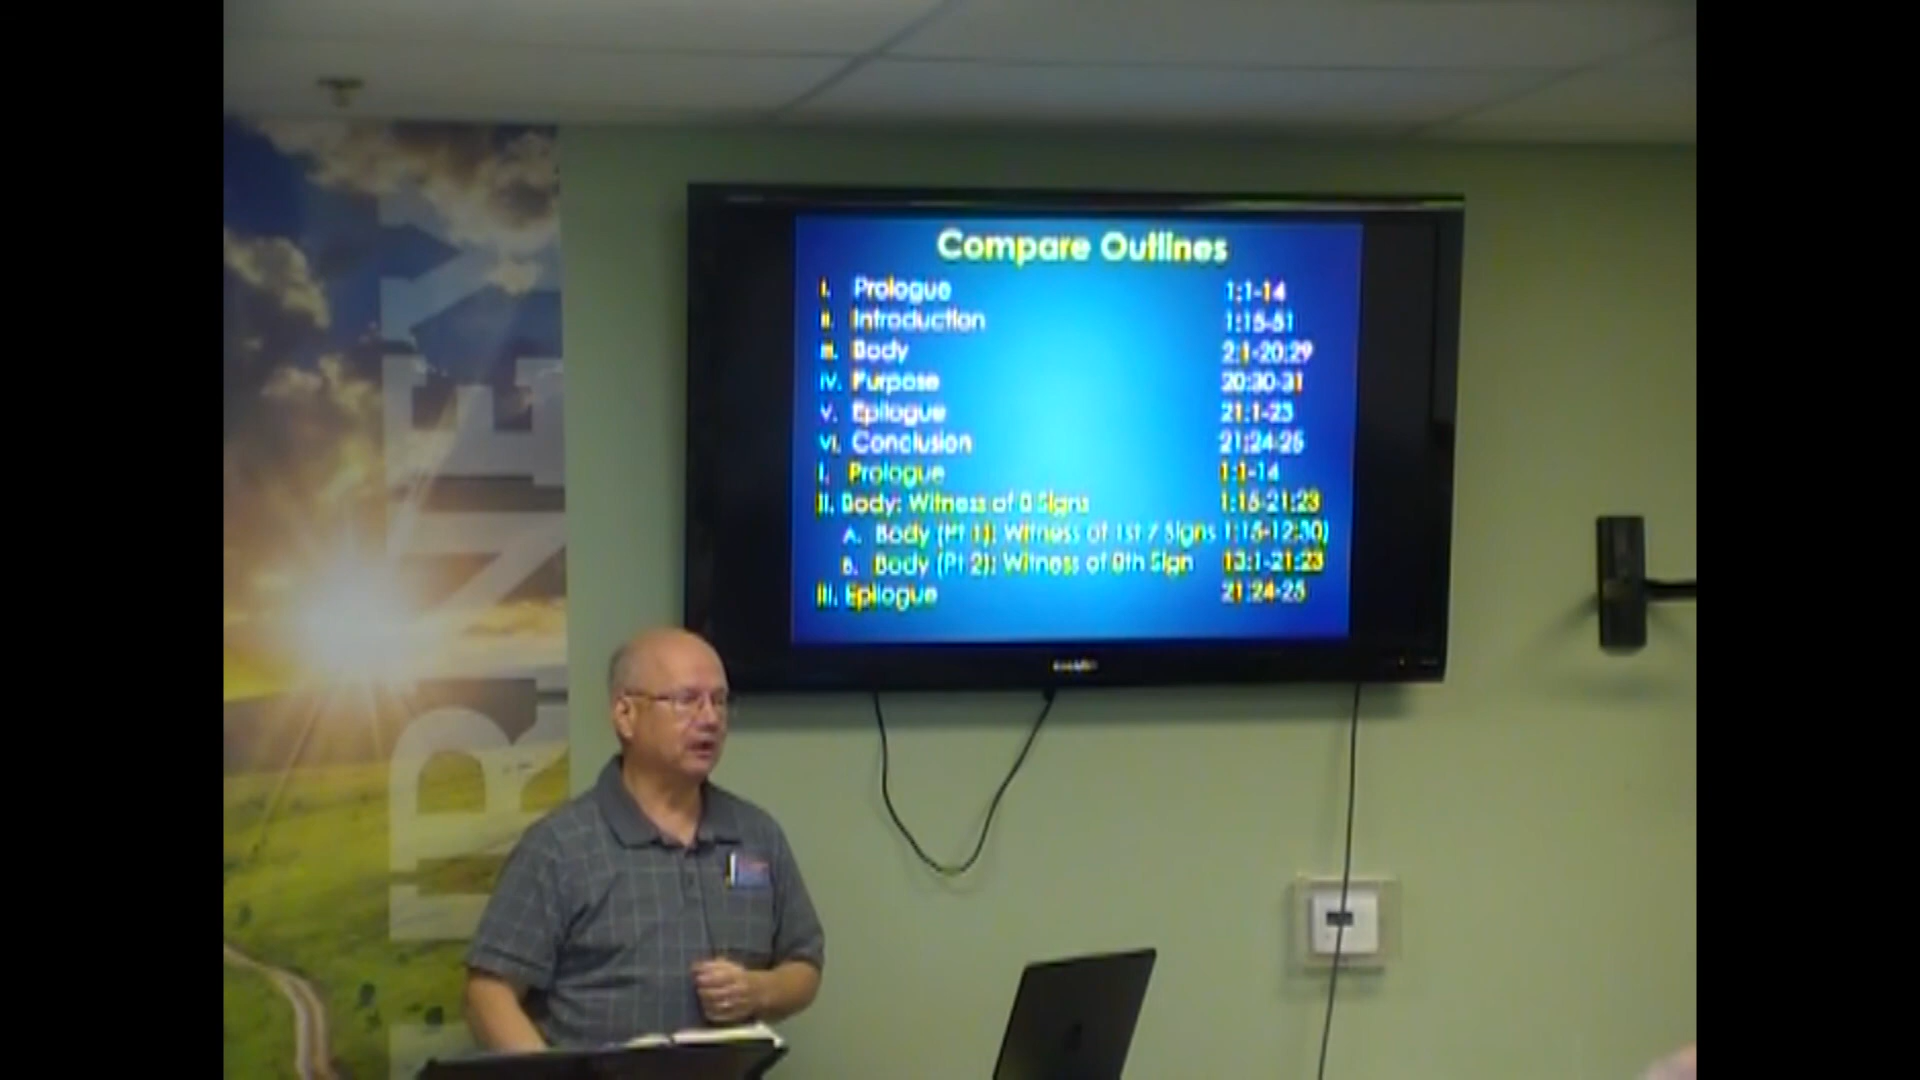 Compare Outlines
I. Prologue 1:1-14
II. Introduction 1:15-51
III. Body 2:1-20:29
IV. Purpose 20:30-31
V. Epilogue 21:1-23
VI. Conclusion 21:24-25
I. Prologue 1:1-14
II. Body: Witness of 8 Signs 1:15-21:23
A. Body (Pt 1): Witness of 1st 7 Signs 1:15-12:50)
B. Body (Pt 2): Witness of 8th Sign 13:1-21:23
III. Epilogue 21:24-25
RNEY